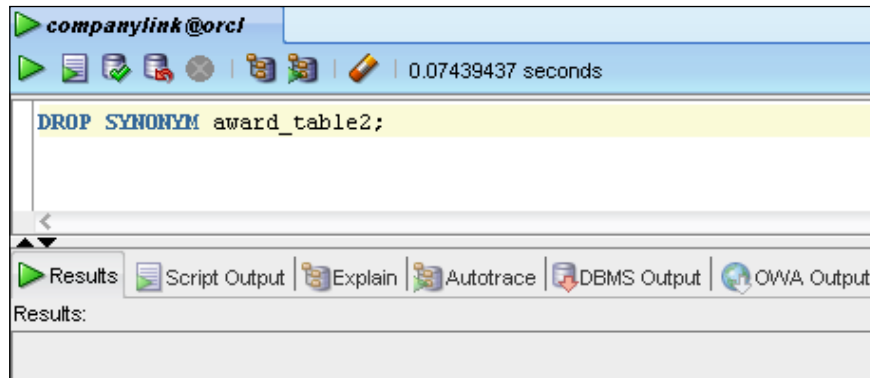 companylink@orcl
0.07439437 seconds
DROP SYNONYM award_table2;
Results Script Output Explain Autotrace DBMS Output OWA Output
Results: